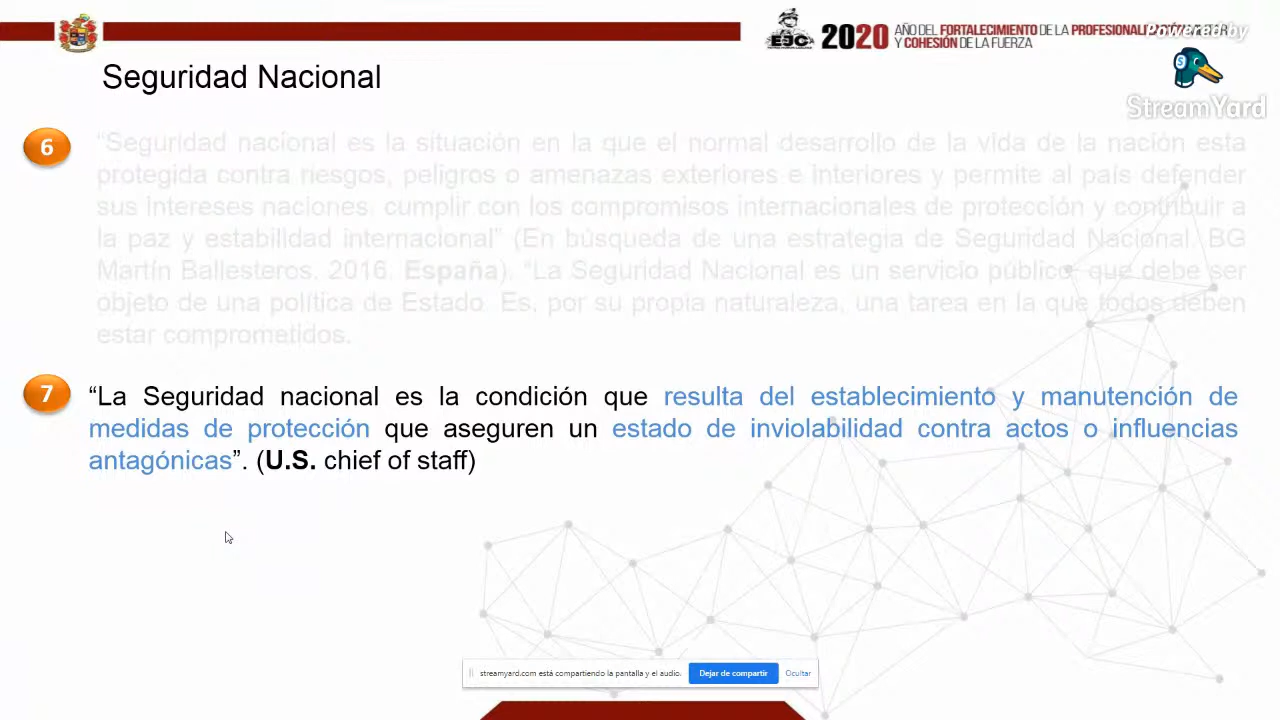 EJC
2020 AÑO DEL FORTALECIMIENTO DE LA PROFESIONALI
Y COHESIÓN DE LA FUERZA
Powered by
StreamYard
Seguridad Nacional
6
“Seguridad nacional es la situación en la que el normal desarrollo de la vida de la nación esta
protegida contra riesgos, peligros o amenazas exteriores e interiores y permite al país defender
sus intereses naciones, cumplir con los compromisos internacionales de protección y contribuir a
la paz y estabilidad internacional” (En búsqueda de una estrategia de Seguridad Nacional. BG
Martín Ballesteros. 2016. España). “La Seguridad Nacional es un servicio público, que debe ser
objeto de una política de Estado. Es, por su propia naturaleza, una tarea en la que todos deben
estar comprometidos.
7
“La Seguridad nacional es la condición que resulta del establecimiento y manutención de
medidas de protección que aseguren un estado de inviolabilidad contra actos o influencias
antagónicas”. (U.S. chief of staff)
streamyard.com está compartiendo la pantalla y el audio. Dejar de compartir Ocultar